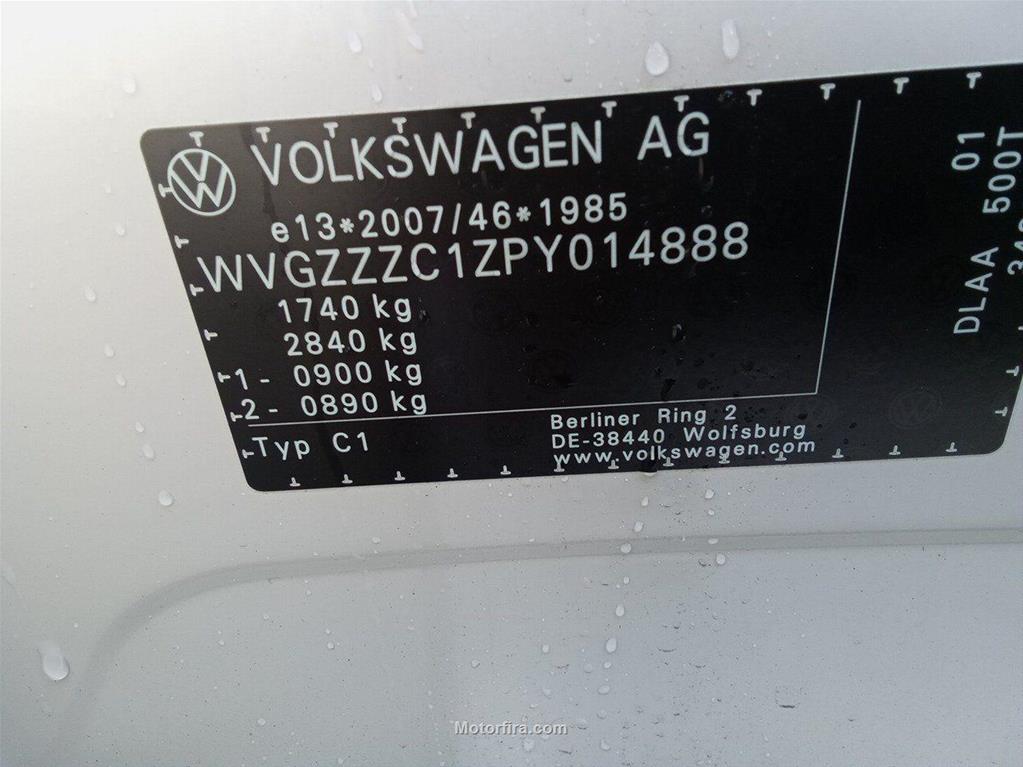 VOLKSWAGEN AG
e13*2007/46*1985
WVGZZZC1ZPY014888
1740 kg
2840 kg
1- 0900 kg
2- 0890 kg
Typ C1
Berliner Ring 2
DE-38440 Wolfsburg
www.volkswagen.com
01
500T
DLAA
Motorfira.com